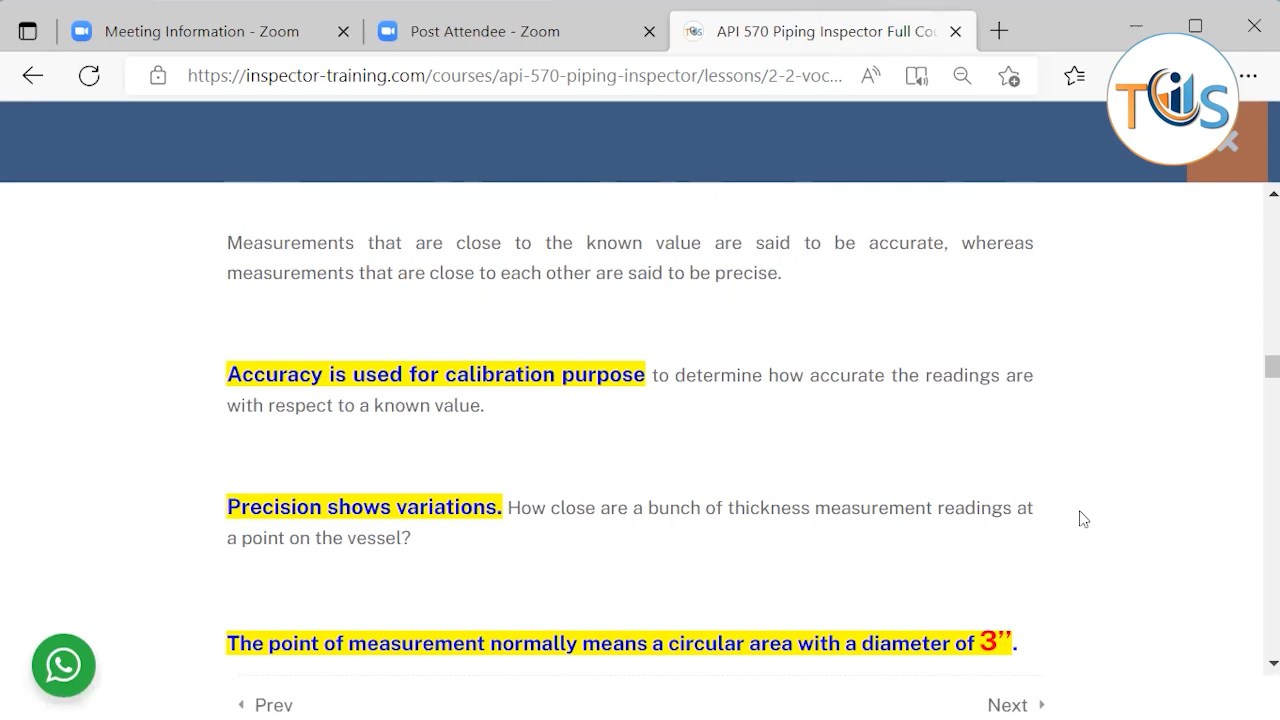 Meeting Information - Zoom
Post Attendee - Zoom
API 570 Piping Inspector Full Cou
https://inspector-training.com/courses/api-570-piping-inspector/lessons/2-2-voc...
TIS
Measurements that are close to the known value are said to be accurate, whereas
measurements that are close to each other are said to be precise.
Accuracy is used for calibration purpose to determine how accurate the readings are
with respect to a known value.
Precision shows variations. How close are a bunch of thickness measurement readings at
a point on the vessel?
The point of measurement normally means a circular area with a diameter of 3’’.
Prev
Next